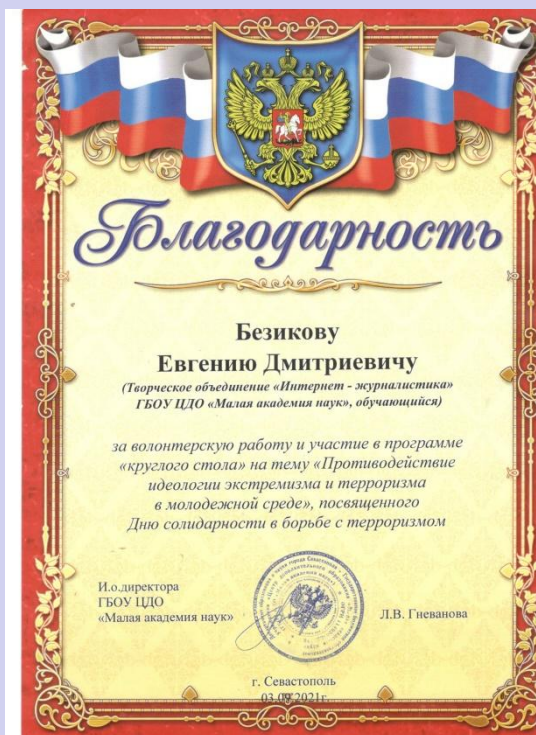 Благодарность
Безикову
Евгению Дмитриевичу
(Творческое объединение «Интернет - журналистика»
ГБОУ ЦДО «Малая академия наук», обучающийся)
за волонтерскую работу и участие в программе
«круглого стола» на тему «Противодействие
идеологии экстремизма и терроризма
в молодежной среде», посвященного
Дню солидарности в борьбе с терроризмом
И.о.директора
ГБОУ ЦДО
«Малая академия наук»
Л.В. Гневанова
г. Севастополь
03.09.2021г.